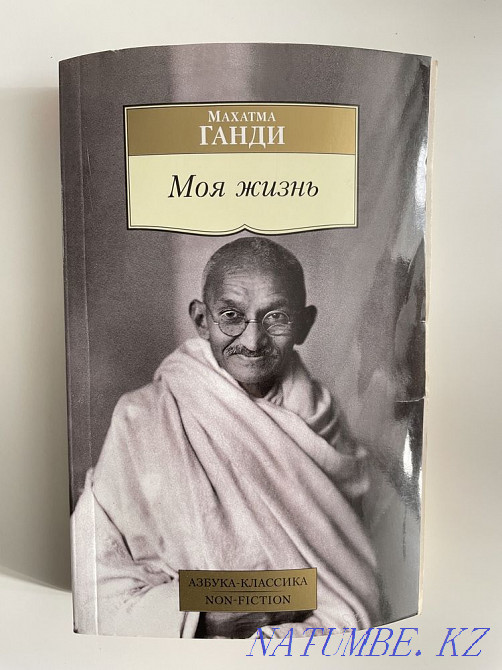 МАХАТМА
ГАНДИ
Моя жизнь
АЗБУКА-КЛАССИКА
NON-FICTION
NATUMBE. KZ